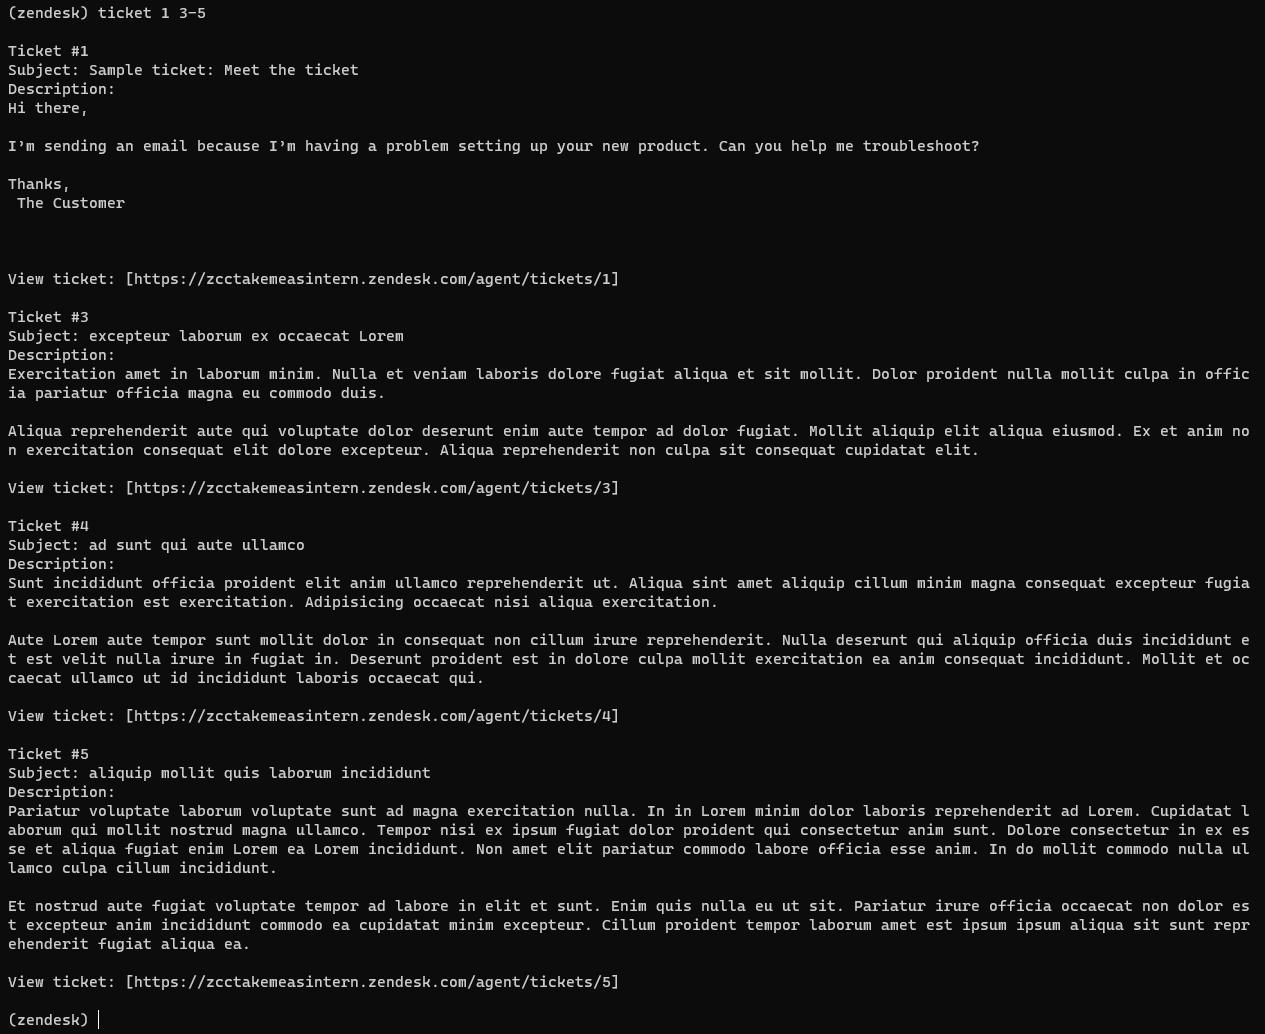 (zendesk) ticket 1 3-5
Ticket #1
Subject: Sample ticket: Meet the ticket
Description:
Hi there,
I’m sending an email because I’m having a problem setting up your new product. Can you help me troubleshoot?
Thanks,
The Customer
View ticket: [https://zcctakemeasintern.zendesk.com/agent/tickets/1]
Ticket #3
Subject: excepteur laborum ex occaecat Lorem
Description:
Exercitation amet in laborum minim. Nulla et veniam laboris dolore fugiat aliqua et sit mollit. Dolor proident nulla mollit culpa in offic
ia pariatur officia magna eu commodo duis.
Aliqua reprehenderit aute qui voluptate dolor deserunt enim aute tempor ad dolor fugiat. Mollit aliquip elit aliqua eiusmod. Ex et anim no
n exercitation consequat elit dolore excepteur. Aliqua reprehenderit non culpa sit consequat cupidatat elit.
View ticket: [https://zcctakemeasintern.zendesk.com/agent/tickets/3]
Ticket #4
Subject: ad sunt qui aute ullamco
Description:
Sunt incididunt officia proident elit anim ullamco reprehenderit ut. Aliqua sint amet aliquip cillum minim magna consequat excepteur fugia
t exercitation est exercitation. Adipisicing occaecat nisi aliqua exercitation.
Aute Lorem aute tempor sunt mollit dolor in consequat non cillum irure reprehenderit. Nulla deserunt qui aliquip officia duis incididunt e
t est velit nulla irure in fugiat in. Deserunt proident est in dolore culpa mollit exercitation ea anim consequat incididunt. Mollit et oc
caecat ullamco ut id incididunt laboris occaecat qui.
View ticket: [https://zcctakemeasintern.zendesk.com/agent/tickets/4]
Ticket #5
Subject: aliquip mollit quis laborum incididunt
Description:
Pariatur voluptate laborum voluptate sunt ad magna exercitation nulla. In in Lorem minim dolor laboris reprehenderit ad Lorem. Cupidatat l
aborum qui mollit nostrud magna ullamco. Tempor nisi ex ipsum fugiat dolor proident qui consectetur anim sunt. Dolore consectetur in ex es
se et aliqua fugiat enim Lorem ea Lorem incididunt. Non amet elit pariatur commodo labore officia esse anim. In do mollit commodo nulla ul
lamco culpa cillum incididunt.
Et nostrud aute fugiat voluptate tempor ad labore in elit et sunt. Enim quis nulla eu ut sit. Pariatur irure officia occaecat non dolor es
t excepteur anim incididunt commodo ea cupidatat minim excepteur. Cillum proident tempor laborum amet est ipsum ipsum aliqua sit sunt repr
ehenderit fugiat aliqua ea.
View ticket: [https://zcctakemeasintern.zendesk.com/agent/tickets/5]
(zendesk)